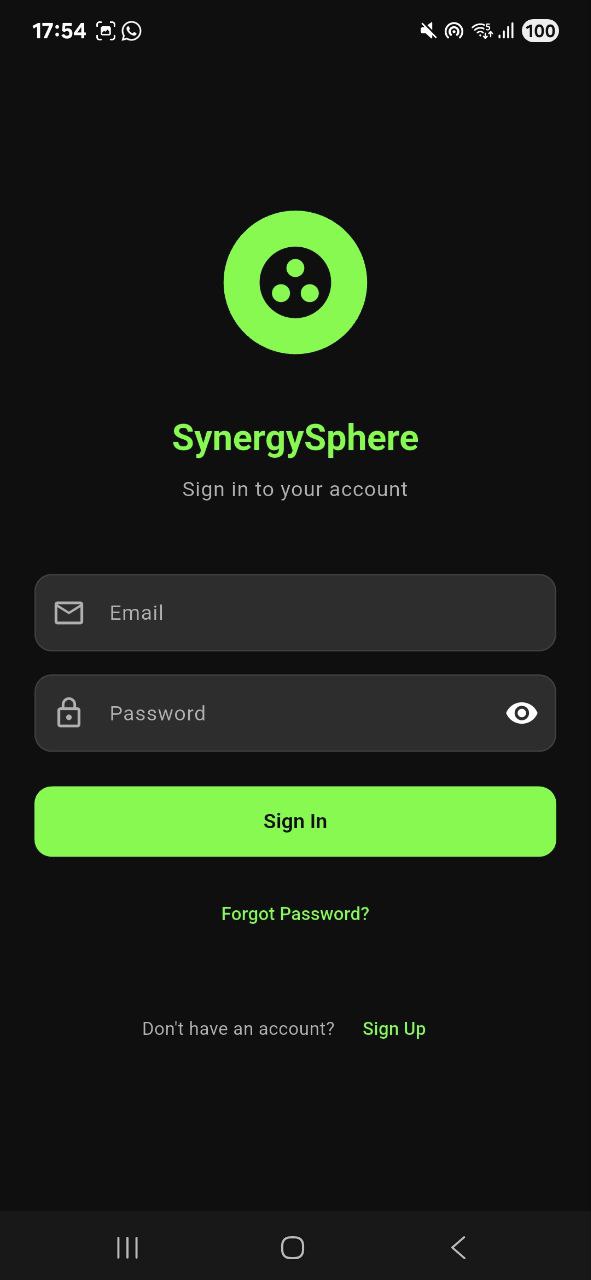 17:54
5
100
SynergySphere
Sign in to your account
Email
Password
Sign In
Forgot Password?
Don't have an account? Sign Up